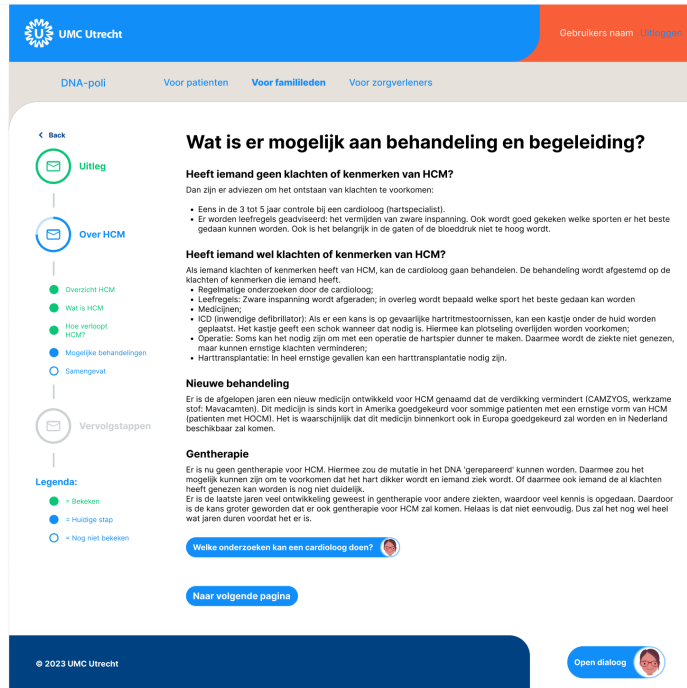 UMC Utrecht
Gebruikers naam Uitloggen
DNA-poli
Voor patienten
Voor familileden
Voor zorgverleners
Back
Uitleg
Over HCM
Overzicht HCM
Wat is HCM
Hoe verloopt
HCM?
Mogelijke behandelingen
Samengevat
Vervolgstappen
Legenda:
= Bekeken
= Huidige stap
= Nog niet bekeken
Wat is er mogelijk aan behandeling en begeleiding?
Heeft iemand geen klachten of kenmerken van HCM?
Dan zijn er adviezen om het ontstaan van klachten te voorkomen:
• Eens in de 3 tot 5 jaar controle bij een cardioloog (hartspecialist).
• Er worden leefregels geadviseerd: het vermijden van zware inspanning. Ook wordt goed gekeken welke sporten er het beste
gedaan kunnen worden. Ook is het belangrijk in de gaten of de bloeddruk niet te hoog wordt.
Heeft iemand wel klachten of kenmerken van HCM?
Als iemand klachten of kenmerken heeft van HCM, kan de cardioloog gaan behandelen. De behandeling wordt afgestemd op de
klachten of kenmerken die iemand heeft.
• Regelmatige onderzoeken door de cardioloog;
• Leefregels: Zware inspanning wordt afgeraden; in overleg wordt bepaald welke sport het beste gedaan kan worden
• Medicijnen;
• ICD (inwendige defibrillator): Als er een kans is op gevaarlijke hartritmestoornissen, kan een kastje onder de huid worden
geplaatst. Het kastje geeft een schok wanneer dat nodig is. Hiermee kan plotseling overlijden worden voorkomen;
• Operatie: Soms kan het nodig zijn om met een operatie de hartspier dunner te maken. Daarmee wordt de ziekte niet genezen,
maar kunnen ernstige klachten verminderen;
• Harttransplantatie: In heel ernstige gevallen kan een harttransplantatie nodig zijn.
Nieuwe behandeling
Er is de afgelopen jaren een nieuw medicijn ontwikkeld voor HCM genaamd dat de verdikking vermindert (CAMZYOS, werkzame
stof: Mavacamten). Dit medicijn is sinds kort in Amerika goedgekeurd voor sommige patienten met een ernstige vorm van HCM
(patienten met HOCM). Het is waarschijnlijk dat dit medicijn binnenkort ook in Europa goedgekeurd zal worden en in Nederland
beschikbaar zal komen.
Gentherapie
Er is nu geen gentherapie voor HCM. Hiermee zou de mutatie in het DNA 'gerepareerd' kunnen worden. Daarmee zou het
mogelijk kunnen zijn om te voorkomen dat het hart dikker wordt en iemand ziek wordt. Of daarmee ook iemand die al klachten
heeft genezen kan worden is nog niet duidelijk.
Er is de laatste jaren veel ontwikkeling geweest in gentherapie voor andere ziekten, waardoor veel kennis is opgedaan. Daardoor
is de kans groter geworden dat er ook gentherapie voor HCM zal komen. Helaas is dat niet eenvoudig. Dus zal het nog wel heel
wat jaren duren voordat het er is.
Welke onderzoeken kan een cardioloog doen?
Naar volgende pagina
© 2023 UMC Utrecht
Open dialoog